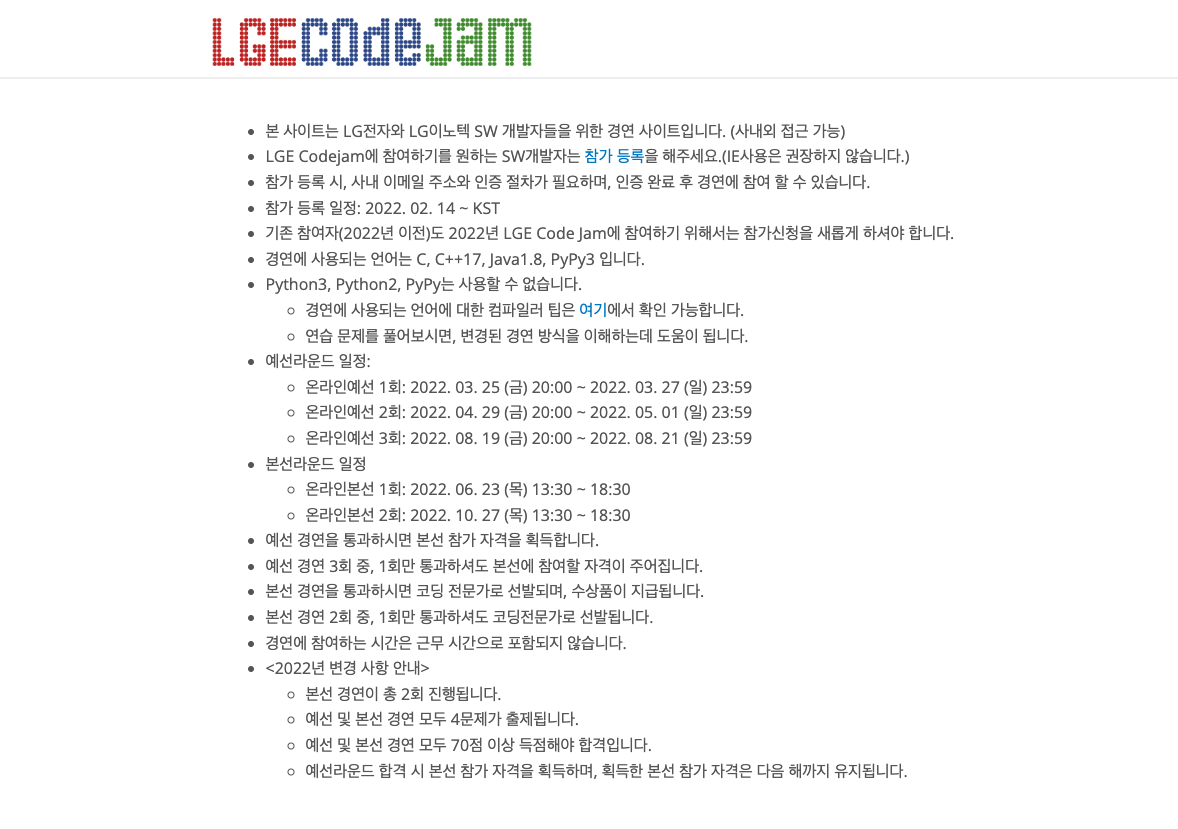 LGECodeJam
본 사이트는 LG전자와 LG이노텍 SW 개발자들을 위한 경연 사이트입니다. (사내외 접근 가능)
LGE Codejam에 참여하기를 원하는 SW개발자는 참가 등록을 해주세요.(IE사용은 권장하지 않습니다.)
참가 등록 시, 사내 이메일 주소와 인증 절차가 필요하며, 인증 완료 후 경연에 참여 할 수 있습니다.
참가 등록 일정: 2022. 02. 14 ~ KST
기존 참여자(2022년 이전)도 2022년 LGE Code Jam에 참여하기 위해서는 참가신청을 새롭게 하셔야 합니다.
경연에 사용되는 언어는 C, C++17, Java1.8, PyPy3 입니다.
Python3, Python2, PyPy는 사용할 수 없습니다.
경연에 사용되는 언어에 대한 컴파일러 팁은 여기에서 확인 가능합니다.
연습 문제를 풀어보시면, 변경된 경연 방식을 이해하는데 도움이 됩니다.
예선라운드 일정:
온라인예선 1회: 2022. 03. 25 (금) 20:00 ~ 2022. 03. 27 (일) 23:59
온라인예선 2회: 2022. 04. 29 (금) 20:00 ~ 2022. 05. 01 (일) 23:59
온라인예선 3회: 2022. 08. 19 (금) 20:00 ~ 2022. 08. 21 (일) 23:59
본선라운드 일정
온라인본선 1회: 2022. 06. 23 (목) 13:30 ~ 18:30
온라인본선 2회: 2022. 10. 27 (목) 13:30 ~ 18:30
예선 경연을 통과하시면 본선 참가 자격을 획득합니다.
예선 경연 3회 중, 1회만 통과하셔도 본선에 참여할 자격이 주어집니다.
본선 경연을 통과하시면 코딩 전문가로 선발되며, 수상품이 지급됩니다.
본선 경연 2회 중, 1회만 통과하셔도 코딩전문가로 선발됩니다.
경연에 참여하는 시간은 근무 시간으로 포함되지 않습니다.
<2022년 변경 사항 안내>
본선 경연이 총 2회 진행됩니다.
예선 및 본선 경연 모두 4문제가 출제됩니다.
예선 및 본선 경연 모두 70점 이상 득점해야 합격입니다.
예선라운드 합격 시 본선 참가 자격을 획득하며, 획득한 본선 참가 자격은 다음 해까지 유지됩니다.